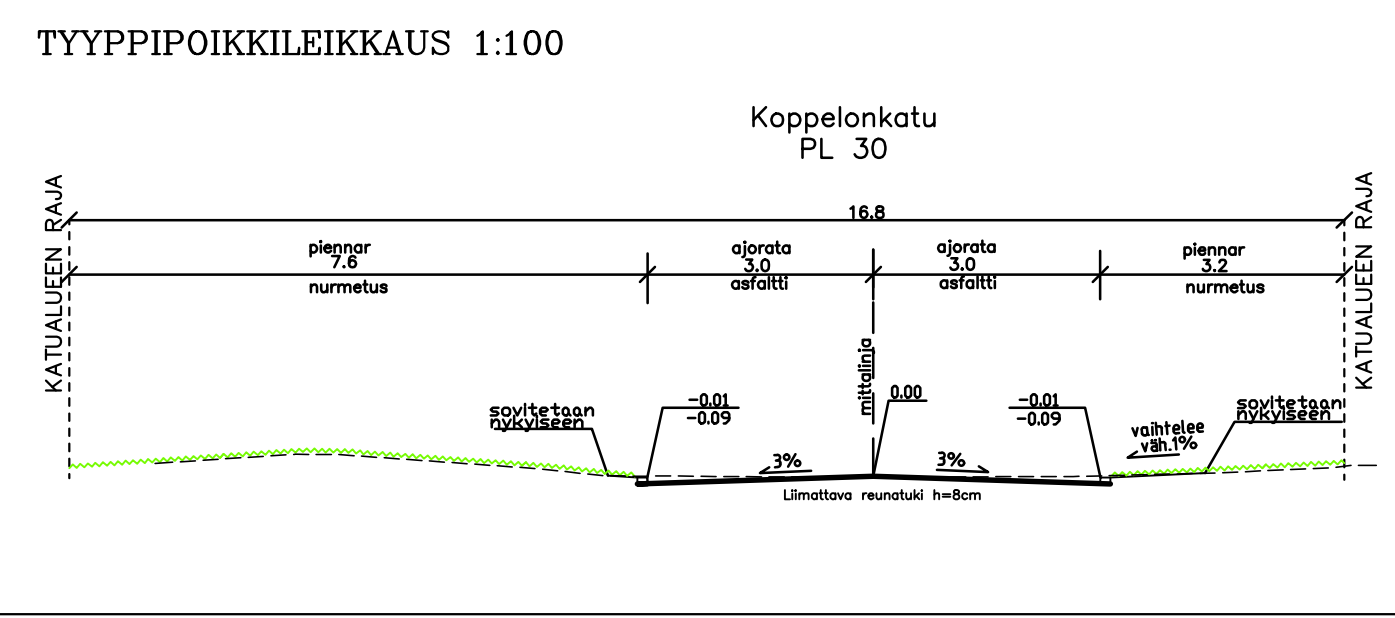 TYYPPIPOIKKILEIKKAUS 1:100
Koppelonkatu
PL 30
KATUALUEEN RAJA
KATUALUEEN RAJA
16.8
piennar
7.6
nurmetus
ajorata
3.0
asfaltti
ajorata
3.0
asfaltti
piennar
3.2
nurmetus
mittalinja
sovitetaan
nykyiseen
-0.01
-0.09
0.00
-0.01
-0.09
sovitetaan
nykyiseen
vaihtelee
väh.1%
3%
3%
Liimattava reunatuki h=8cm